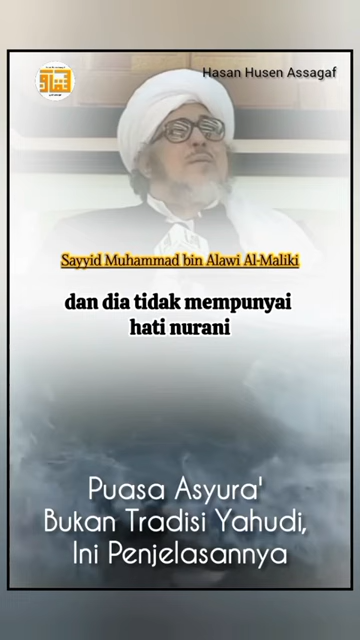 Hasan Husen Assagaf
Sayyid Muhammad bin Alawi Al-Maliki
dan dia tidak mempunyai
hati nurani
Puasa Asyura'
Bukan Tradisi Yahudi,
Ini Penjelasannya